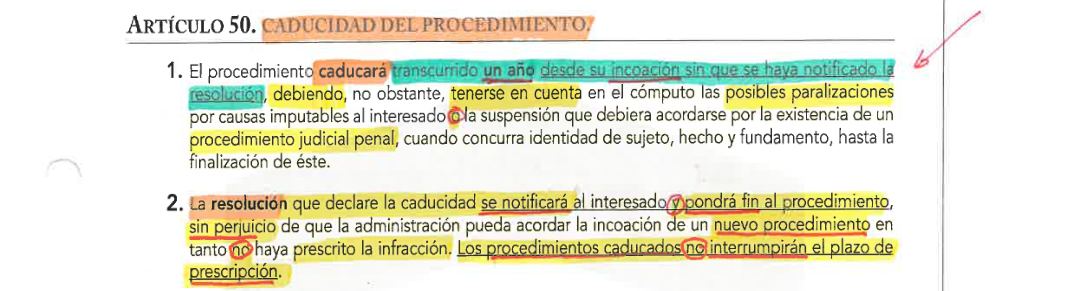 ARTÍCULO 50. CADUCIDAD DEL PROCEDIMIENTO.
1. El procedimiento caducará transcurrido un año desde su incoación sin que se haya notificado la
resolución, debiendo, no obstante, tenerse en cuenta en el cómputo las posibles paralizaciones
por causas imputables al interesado o la suspensión que debiera acordarse por la existencia de un
procedimiento judicial penal, cuando concurra identidad de sujeto, hecho y fundamento, hasta la
finalización de éste.
2. La resolución que declare la caducidad se notificará al interesado y pondrá fin al procedimiento,
sin perjuicio de que la administración pueda acordar la incoación de un nuevo procedimiento en
tanto no haya prescrito la infracción. Los procedimientos caducados no interrumpirán el plazo de
prescripción.